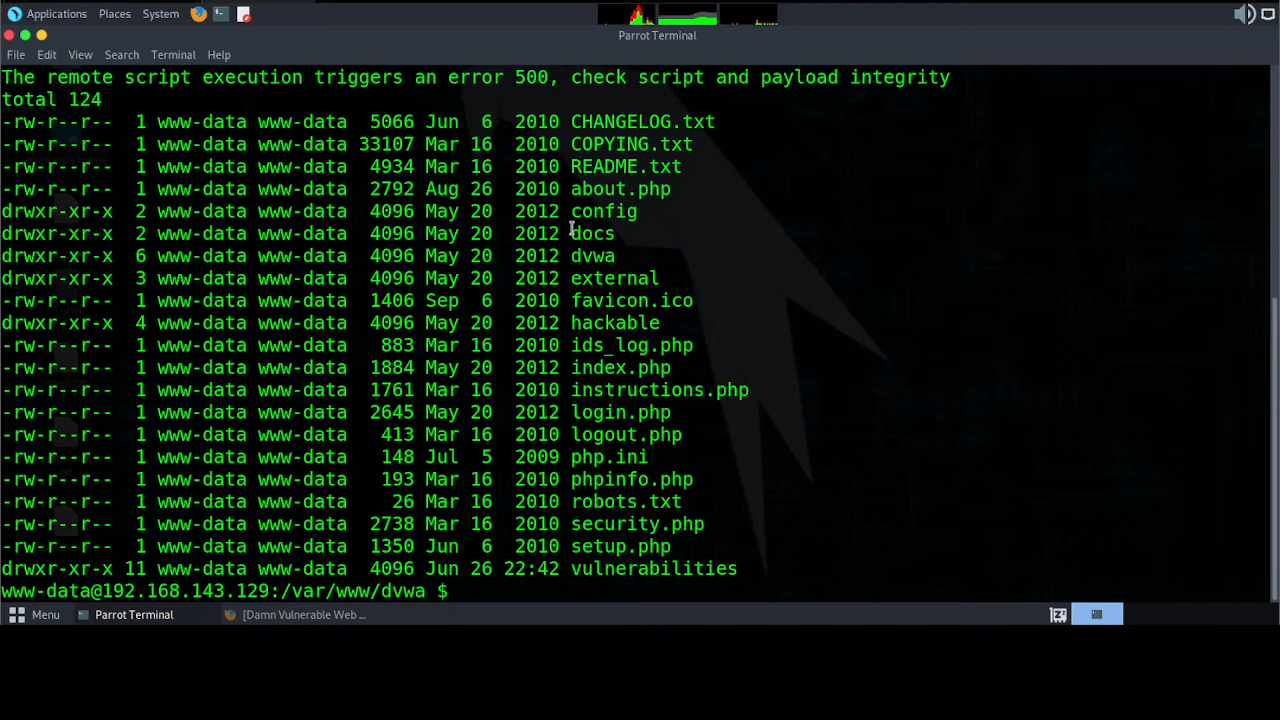 Applications Places System
Parrot Terminal
File Edit View Search Terminal Help
The remote script execution triggers an error 500, check script and payload integrity
total 124
-rw-r--r--  1 www-data www-data  5066 Jun  6  2010 CHANGELOG.txt
-rw-r--r--  1 www-data www-data 33107 Mar 16  2010 COPYING.txt
-rw-r--r--  1 www-data www-data  4934 Mar 16  2010 README.txt
-rw-r--r--  1 www-data www-data  2792 Aug 26  2010 about.php
drwxr-xr-x  2 www-data www-data  4096 May 20  2012 config
drwxr-xr-x  2 www-data www-data  4096 May 20  2012 docs
drwxr-xr-x  6 www-data www-data  4096 May 20  2012 dvwa
drwxr-xr-x  3 www-data www-data  4096 May 20  2012 external
-rw-r--r--  1 www-data www-data  1406 Sep  6  2010 favicon.ico
drwxr-xr-x  4 www-data www-data  4096 May 20  2012 hackable
-rw-r--r--  1 www-data www-data   883 Mar 16  2010 ids_log.php
-rw-r--r--  1 www-data www-data  1884 May 20  2012 index.php
-rw-r--r--  1 www-data www-data  1761 Mar 16  2010 instructions.php
-rw-r--r--  1 www-data www-data  2645 May 20  2012 login.php
-rw-r--r--  1 www-data www-data   413 Mar 16  2010 logout.php
-rw-r--r--  1 www-data www-data   148 Jul  5  2009 php.ini
-rw-r--r--  1 www-data www-data   193 Mar 16  2010 phpinfo.php
-rw-r--r--  1 www-data www-data    26 Mar 16  2010 robots.txt
-rw-r--r--  1 www-data www-data  2738 Mar 16  2010 security.php
-rw-r--r--  1 www-data www-data  1350 Jun  6  2010 setup.php
drwxr-xr-x 11 www-data www-data  4096 Jun 26 22:42 vulnerabilities
www-data@192.168.143.129:/var/www/dvwa $
Menu Parrot Terminal [Damn Vulnerable Web ...